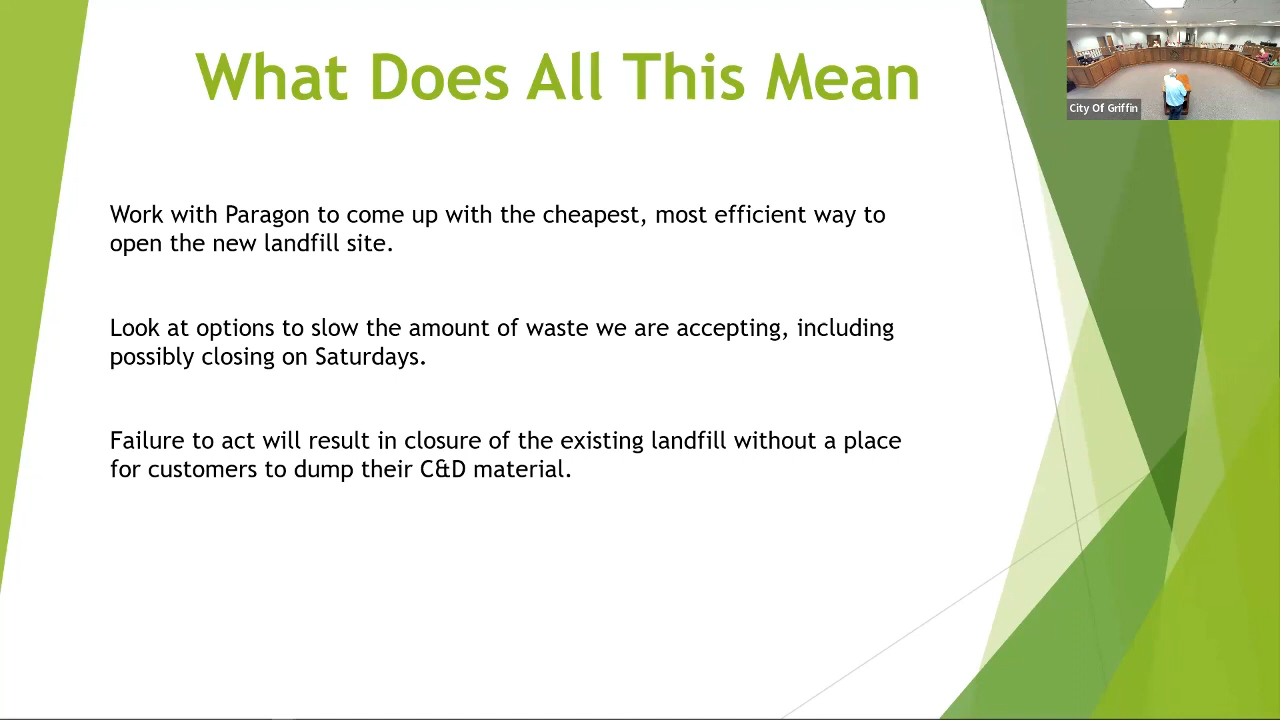 What Does All This Mean
City Of Griffin
Work with Paragon to come up with the cheapest, most efficient way to
open the new landfill site.
Look at options to slow the amount of waste we are accepting, including
possibly closing on Saturdays.
Failure to act will result in closure of the existing landfill without a place
for customers to dump their C&D material.